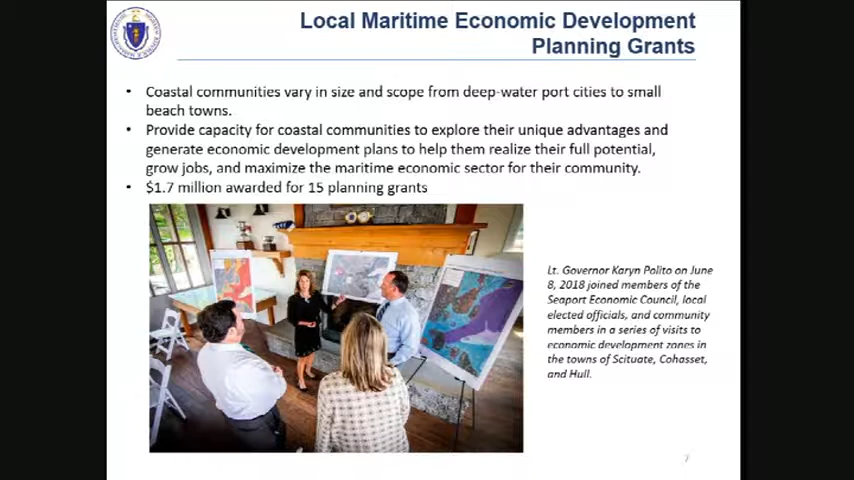 Local Maritime Economic Development
Planning Grants
• Coastal communities vary in size and scope from deep-water port cities to small
beach towns.
• Provide capacity for coastal communities to explore their unique advantages and
generate economic development plans to help them realize their full potential,
grow jobs, and maximize the maritime economic sector for their community.
• $1.7 million awarded for 15 planning grants
Lt. Governor Karyn Polito on June
8, 2018 joined members of the
Seaport Economic Council, local
elected officials, and community
members in a series of visits to
economic development zones in
the towns of Scituate, Cohasset,
and Hull.
7